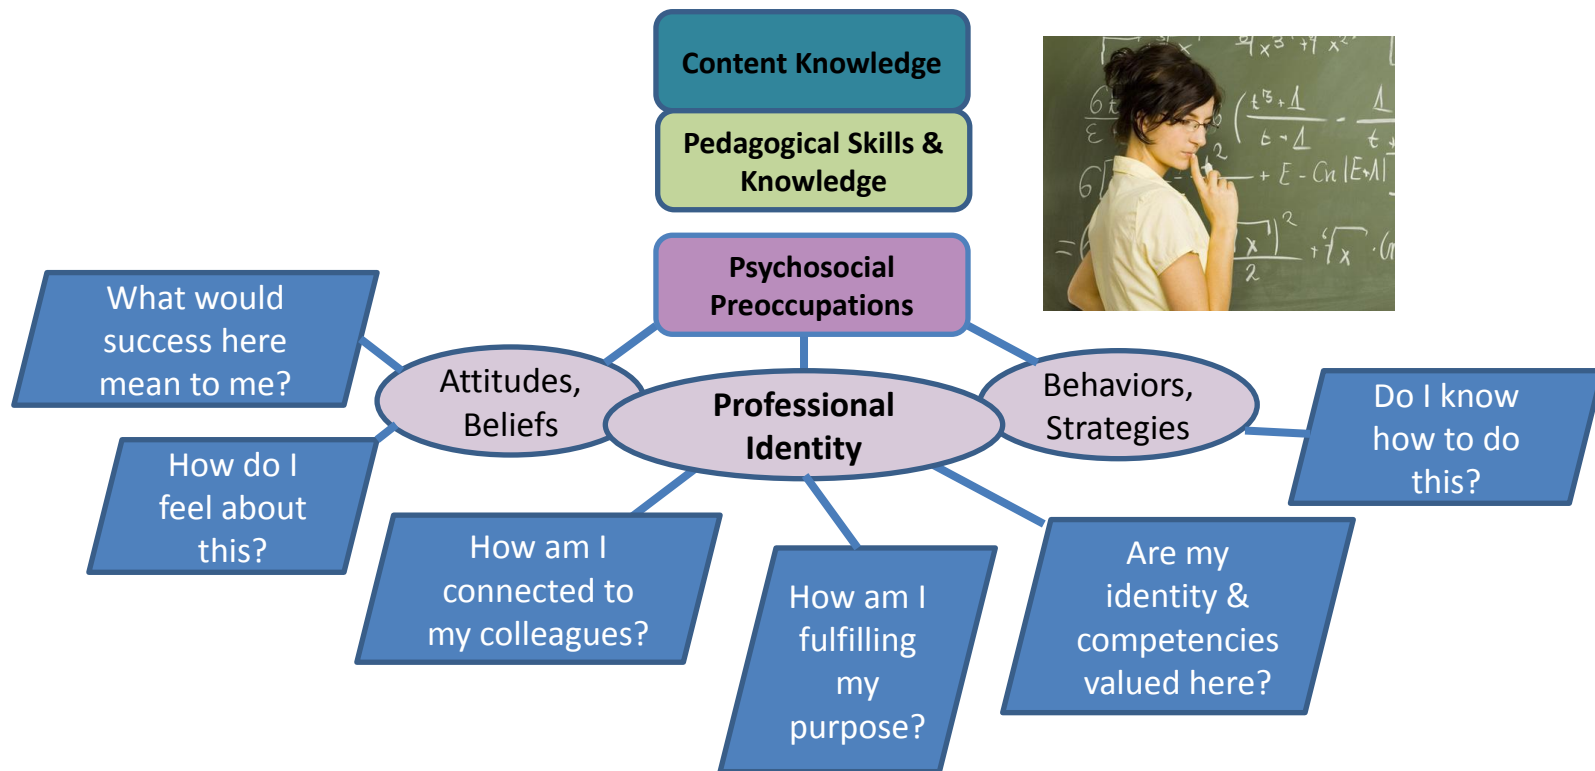 Content Knowledge
Pedagogical Skills &
Knowledge
Psychosocial
Preoccupations
What would
success here
mean to me?
Attitudes,
Beliefs
Professional
Identity
Behaviors,
Strategies
Do I know
how to do
this?
How do I
feel about
this?
How am I
connected to
my colleagues?
How am I
fulfilling
my
purpose?
Are my
identity &
competencies
valued here?